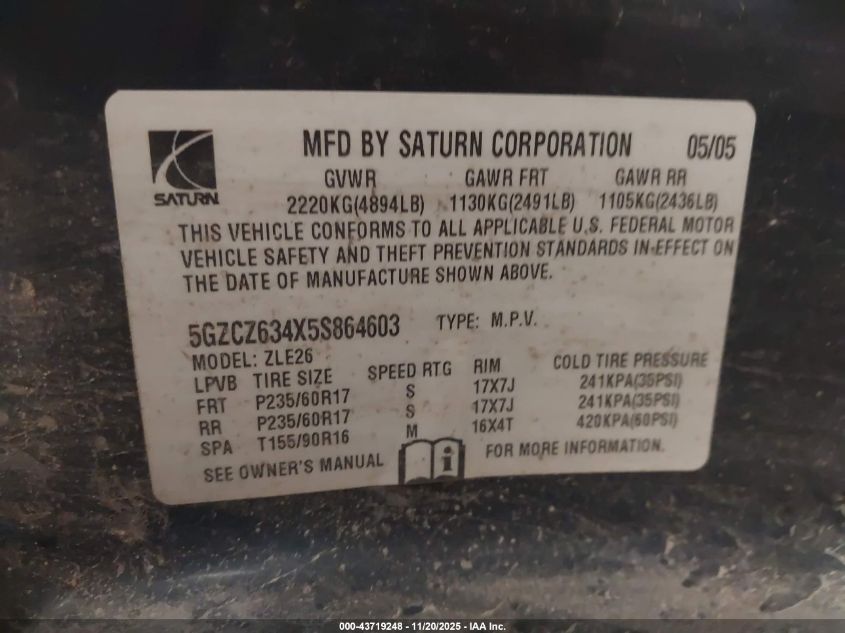 MFD BY SATURN CORPORATION 05/05
GVWR GAWR FRT GAWR RR
SATURN 2220KG(4894LB) 1130KG(2491LB) 1105KG(2436LB)
THIS VEHICLE CONFORMS TO ALL APPLICABLE U.S. FEDERAL MOTOR
VEHICLE SAFETY AND THEFT PREVENTION STANDARDS IN EFFECT ON
THE DATE OF MANUFACTURE SHOWN ABOVE.
5GZCZ634X5S864603 TYPE: M.P.V.
MODEL: ZLE26
LPVB TIRE SIZE SPEED RTG RIM COLD TIRE PRESSURE
FRT P235/60R17 S 17X7J 241KPA(35PSI)
RR P235/60R17 S 17X7J 241KPA(35PSI)
SPA T155/90R16 M 16X4T 420KPA(60PSI)
SEE OWNER'S MANUAL i FOR MORE INFORMATION.
000-43719248 - 11/20/2025 - IAA Inc.